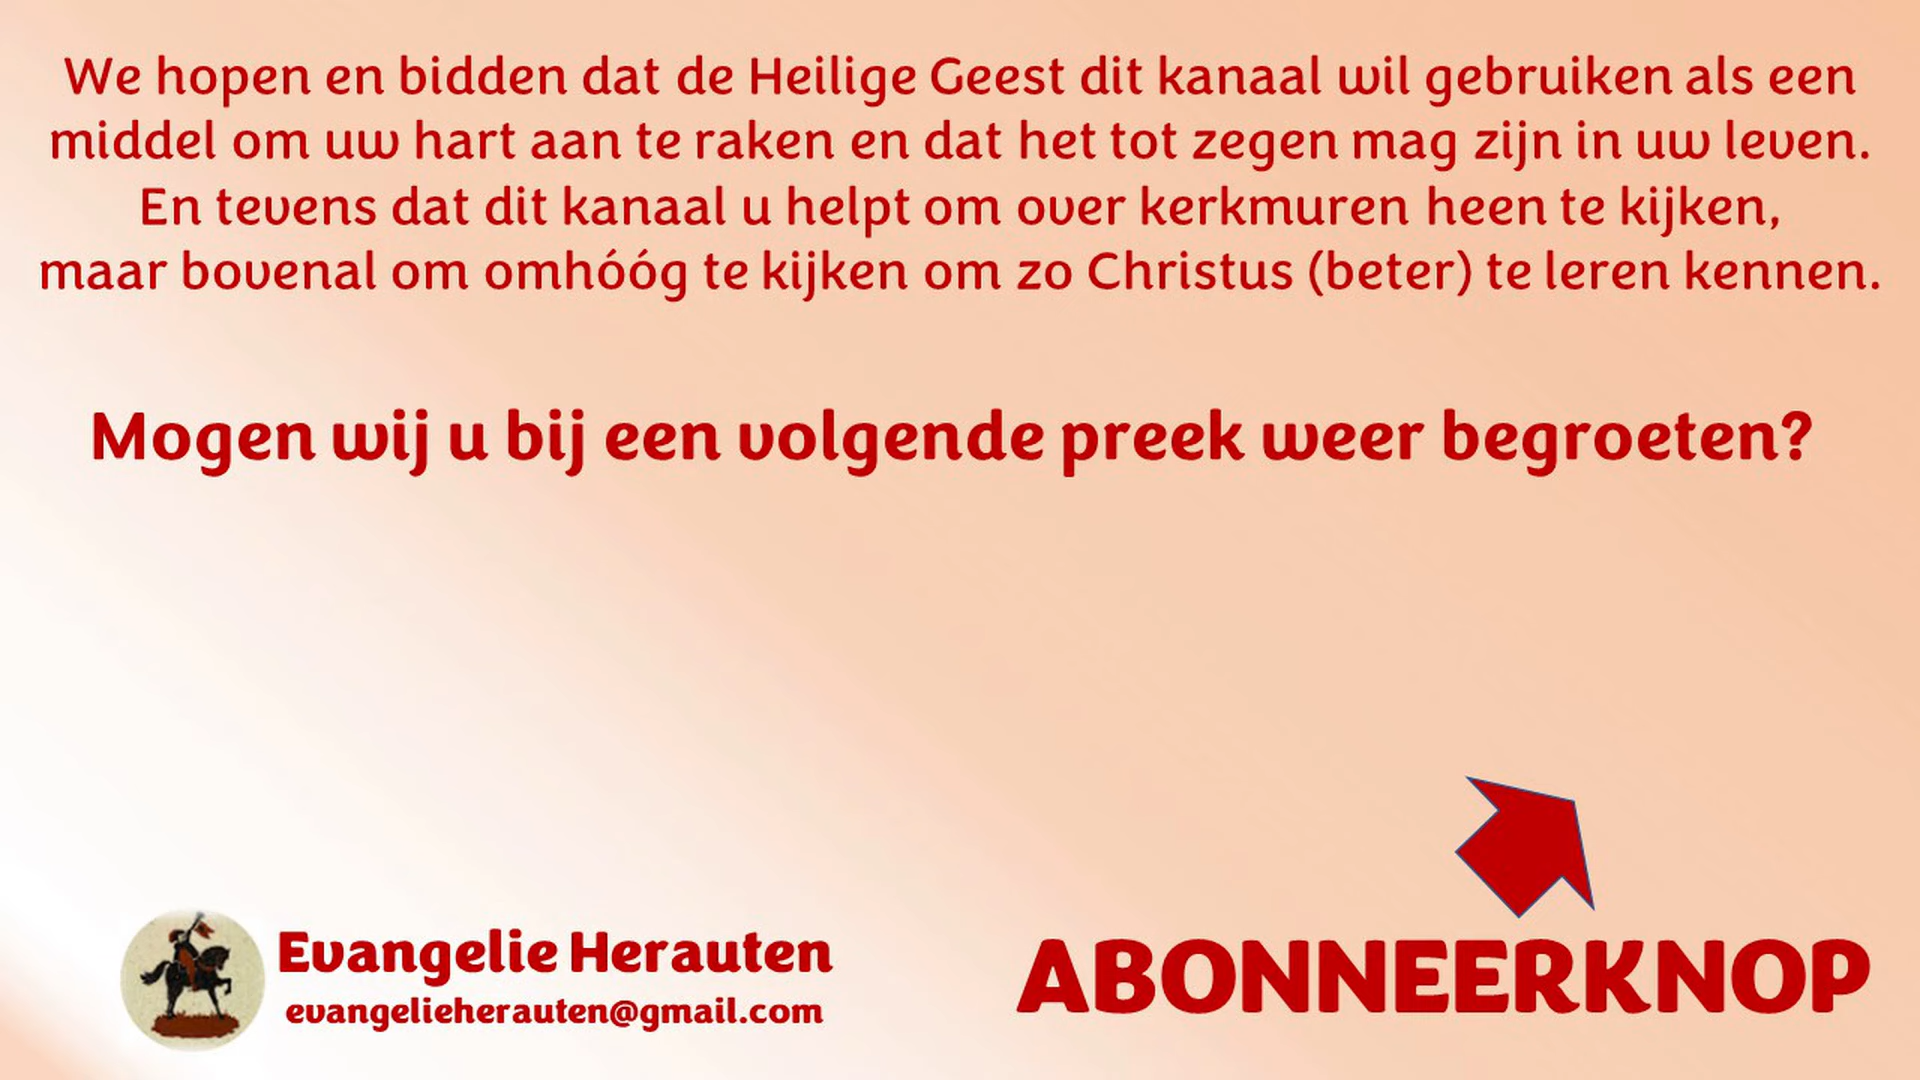 We hopen en bidden dat de Heilige Geest dit kanaal wil gebruiken als een
middel om uw hart aan te raken en dat het tot zegen mag zijn in uw leven.
En tevens dat dit kanaal u helpt om over kerkmuren heen te kijken,
maar bovenal om omhóóg te kijken om zo Christus (beter) te leren kennen.
Mogen wij u bij een volgende preek weer begroeten?
Evangelie Herauten
evangelieherauten@gmail.com
ABONNEERKNOP